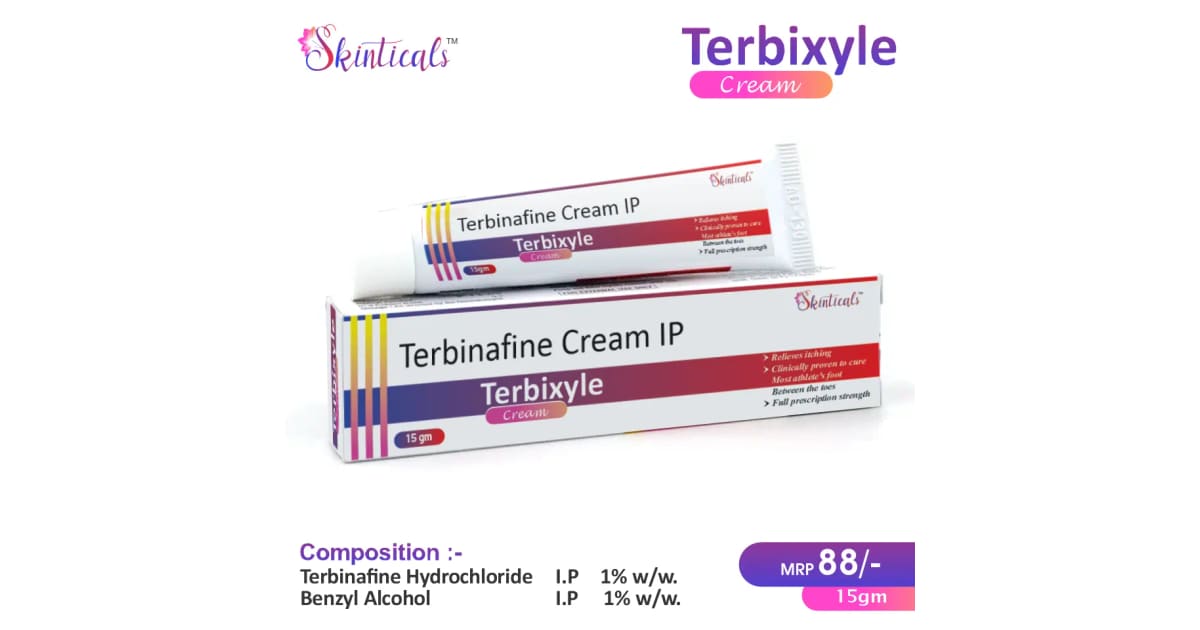 Skinticals™
Terbixyle
Cream
Skinticals
Terbinafine Cream IP
Terbixyle
Cream
15gm
➤ Relieves itching
➤ Clinically proven to cure
Most athlete's foot
Between the toes
➤ Full prescription strength
Skinticals™
Terbinafine Cream IP
Terbixyle
Cream
15 gm
➤ Relieves itching
➤ Clinically proven to cure
Most athlete's foot
Between the toes
➤ Full prescription strength
Terbixyle
Composition :-
Terbinafine Hydrochloride I.P 1% w/w.
Benzyl Alcohol I.P 1% w/w.
MRP 88/-
15gm